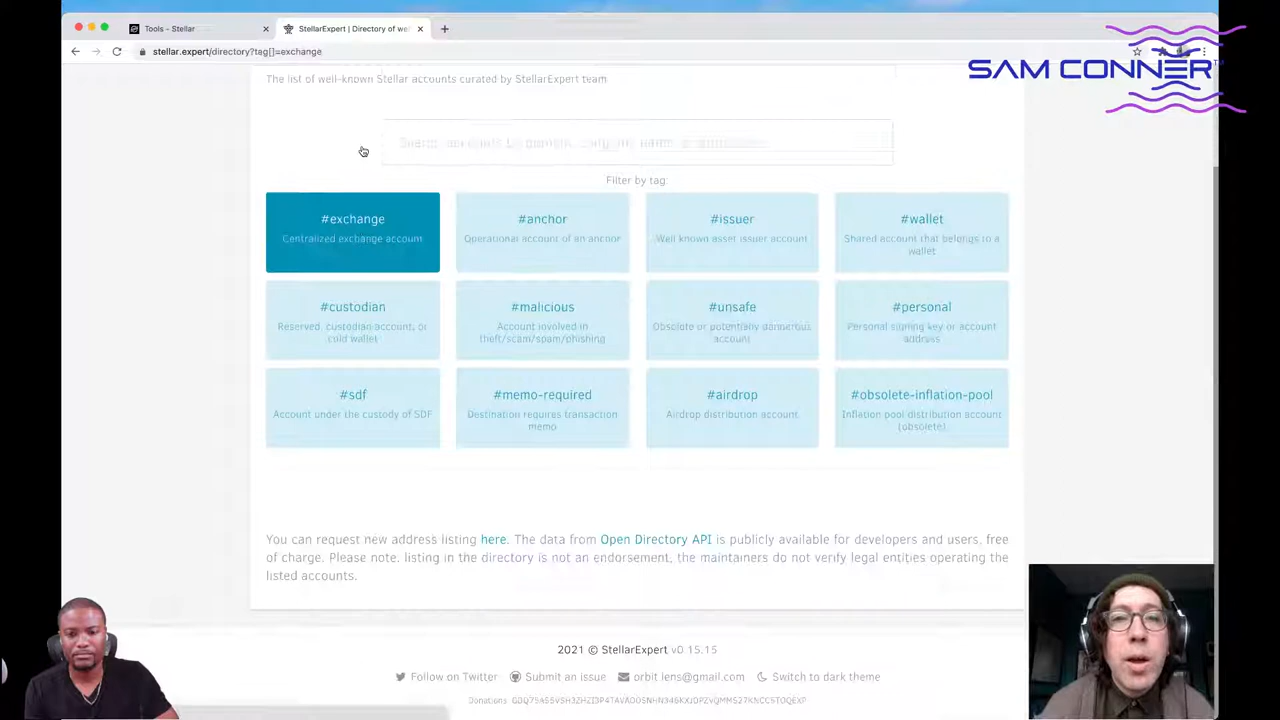 Tools - Stellar
StellarExpert | Directory of we
stellar.expert/directory?tag[]=exchange
SAM CONNER™
The list of well-known Stellar accounts curated by StellarExpert team
Search accounts by domain, company name
Filter by tag:
#exchange
Centralized exchange account
#anchor
Operational account of an anchor
#issuer
Well known asset issuer account
#wallet
Shared account that belongs to a
wallet
#custodian
Reserved, custodian account, or
cold wallet
#malicious
Account involved in
theft/scam/spam/phishing
#unsafe
Obsolete or potentially dangerous
account
#personal
Personal signing key or account
address
#sdf
Account under the custody of SDF
#memo-required
Destination requires transaction
memo
#airdrop
Airdrop distribution account
#obsolete-inflation-pool
Inflation pool distribution account
(obsolete)
You can request new address listing here. The data from Open Directory API is publicly available for developers and users, free
of charge. Please note, listing in the directory is not an endorsement, the maintainers do not verify legal entities operating the
listed accounts.
2021 © StellarExpert v0.15.15
Follow on Twitter
Submit an issue
orbit.lens@gmail.com
Switch to dark theme
Donations